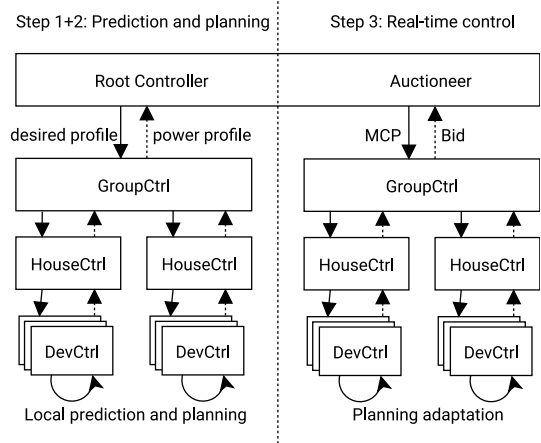 Step 1+2: Prediction and planning
Step 3: Real-time control
Root Controller
Auctioneer
desired profile
power profile
MCP
Bid
GroupCtrl
GroupCtrl
HouseCtrl
HouseCtrl
HouseCtrl
HouseCtrl
DevCtrl
DevCtrl
DevCtrl
DevCtrl
Local prediction and planning
Planning adaptation